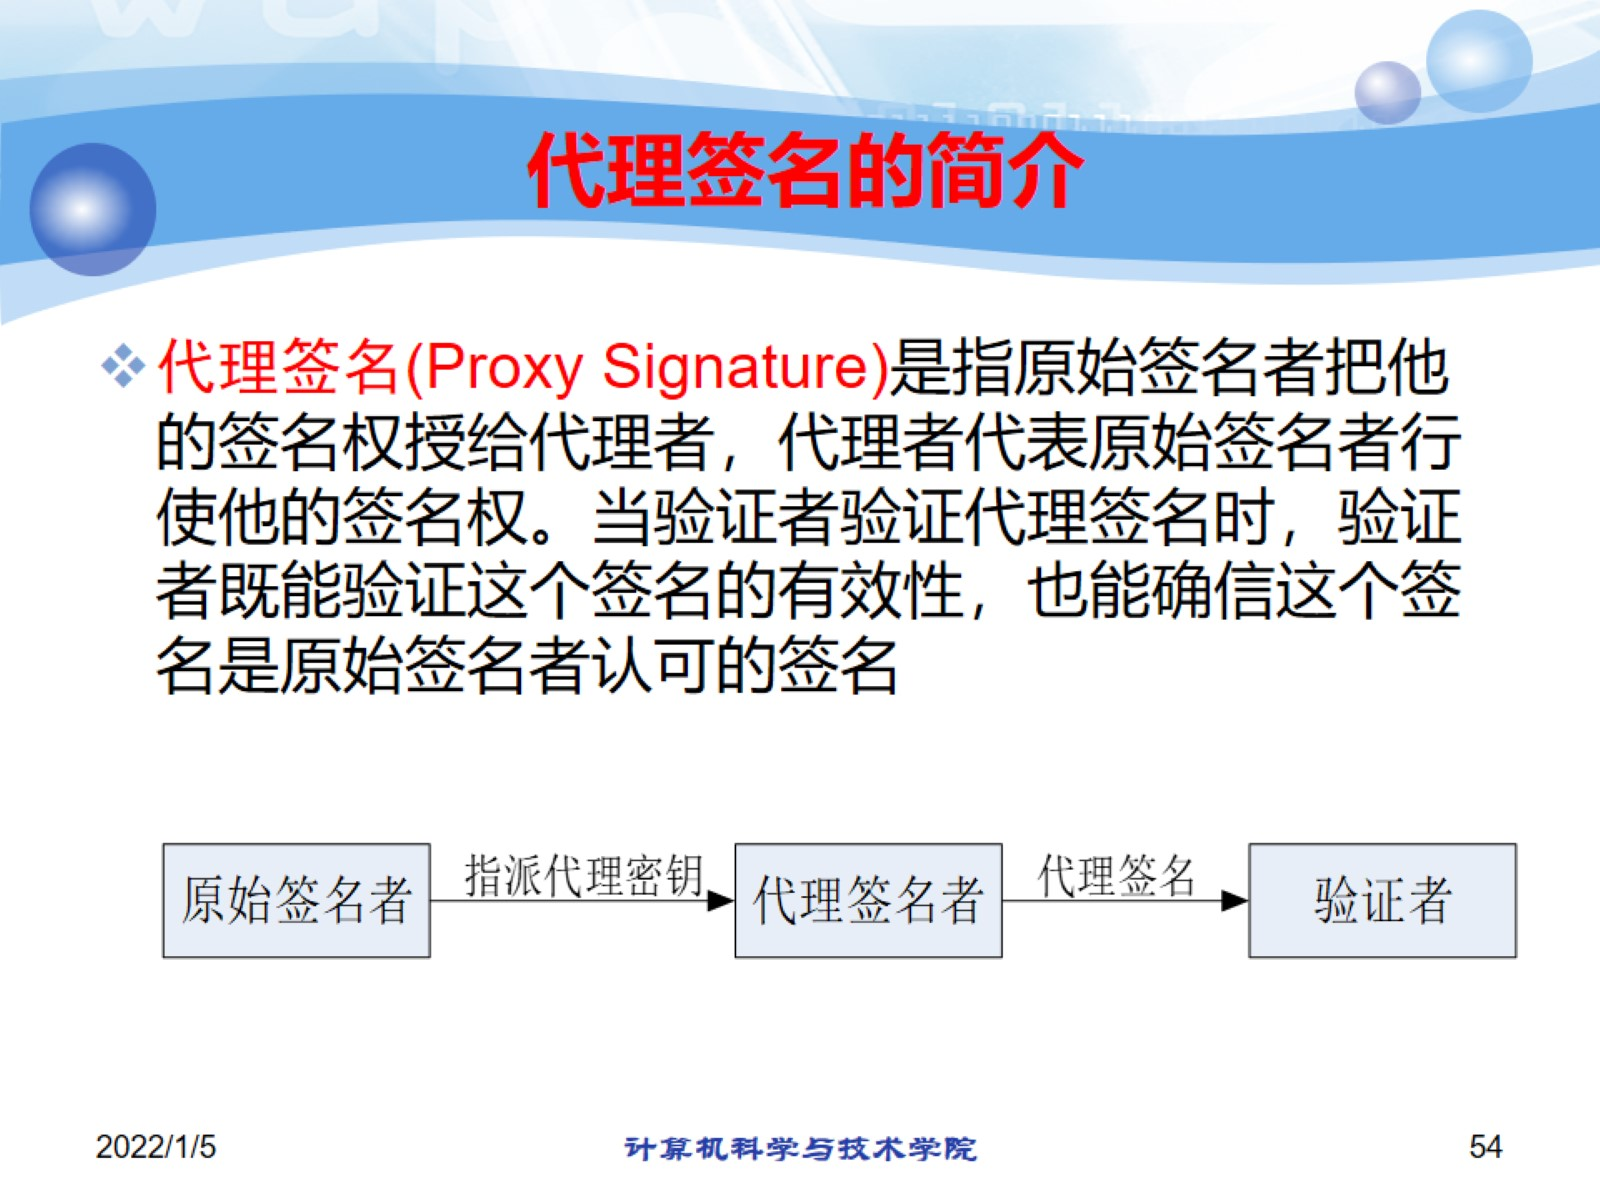 代理签名的简介
代理签名(Proxy Signature)是指原始签名者把他
的签名权授给代理者，代理者代表原始签名者行
使他的签名权。当验证者验证代理签名时，验证
者既能验证这个签名的有效性，也能确信这个签
名是原始签名者认可的签名
原始签名者
指派代理密钥
代理签名者
代理签名
验证者
2022/1/5
计算机科学与技术学院
54